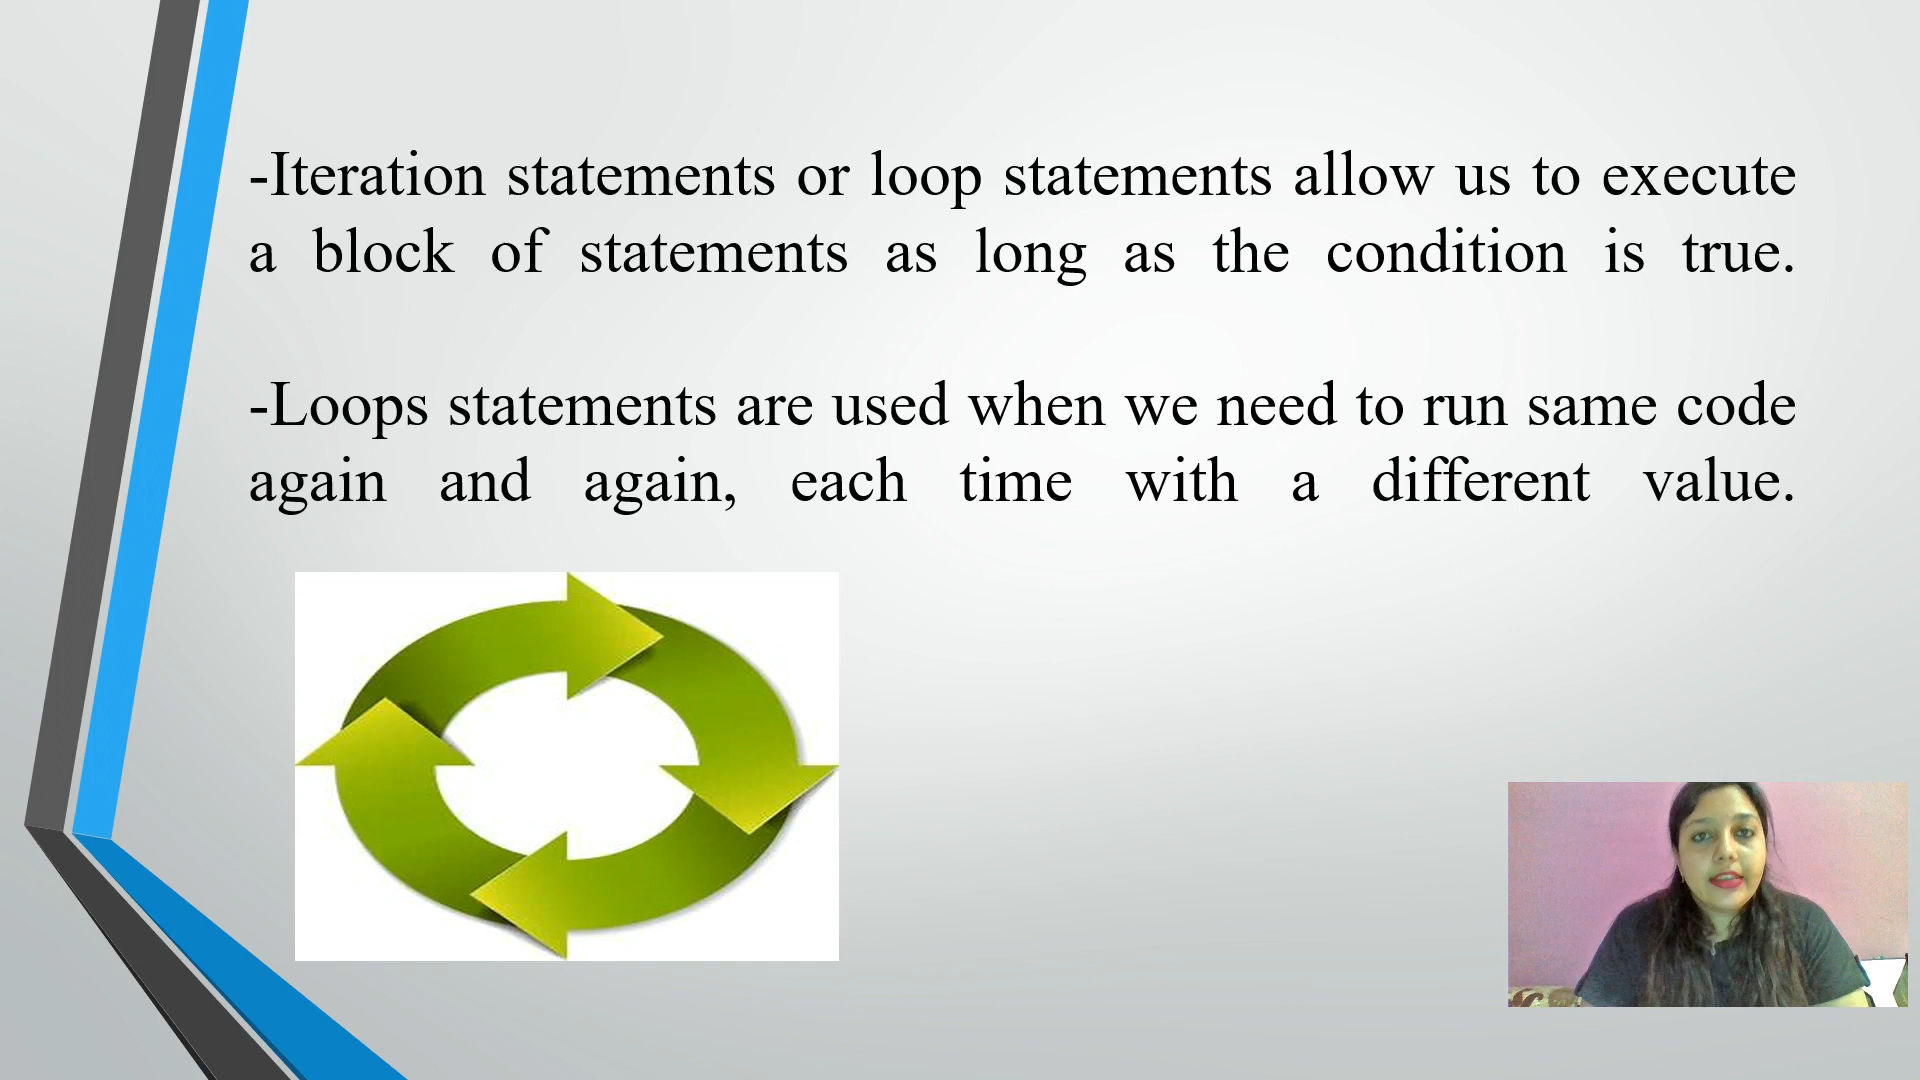 -Iteration statements or loop statements allow us to execute
a block of statements as long as the condition is true.
-Loops statements are used when we need to run same code
again and again, each time with a different value.